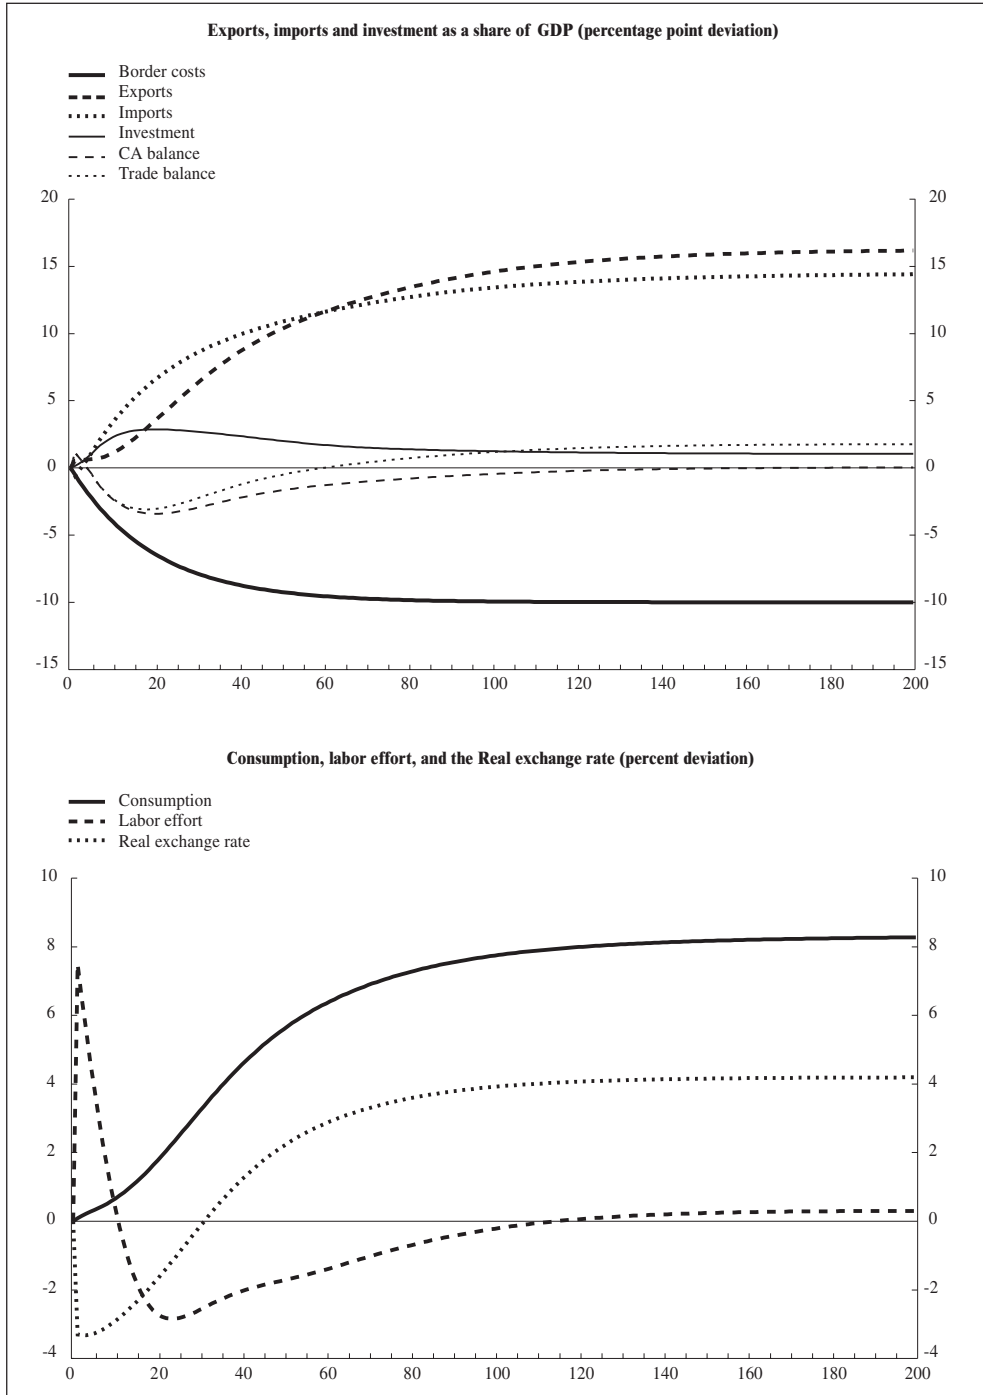 Exports, imports and investment as a share of GDP (percentage point deviation)
Border costs
Exports
Imports
Investment
CA balance
Trade balance
20 20
15 15
10 10
5 5
0 0
-5 -5
-10 -10
-15 -15
0 20 40 60 80 100 120 140 160 180 200
Consumption, labor effort, and the Real exchange rate (percent deviation)
Consumption
Labor effort
Real exchange rate
10 10
8 8
6 6
4 4
2 2
0 0
-2 -2
-4 -4
0 20 40 60 80 100 120 140 160 180 200